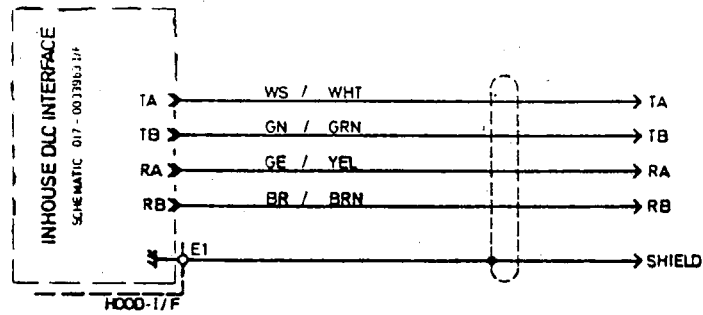 INHOUSE DLC INTERFACE
SCHEMATIC 017-
TA WS / WHT TA
TB GN / GRN TB
RA GE / YEL RA
RB BR / BRN RB
E1 SHIELD
HOOD-I/F